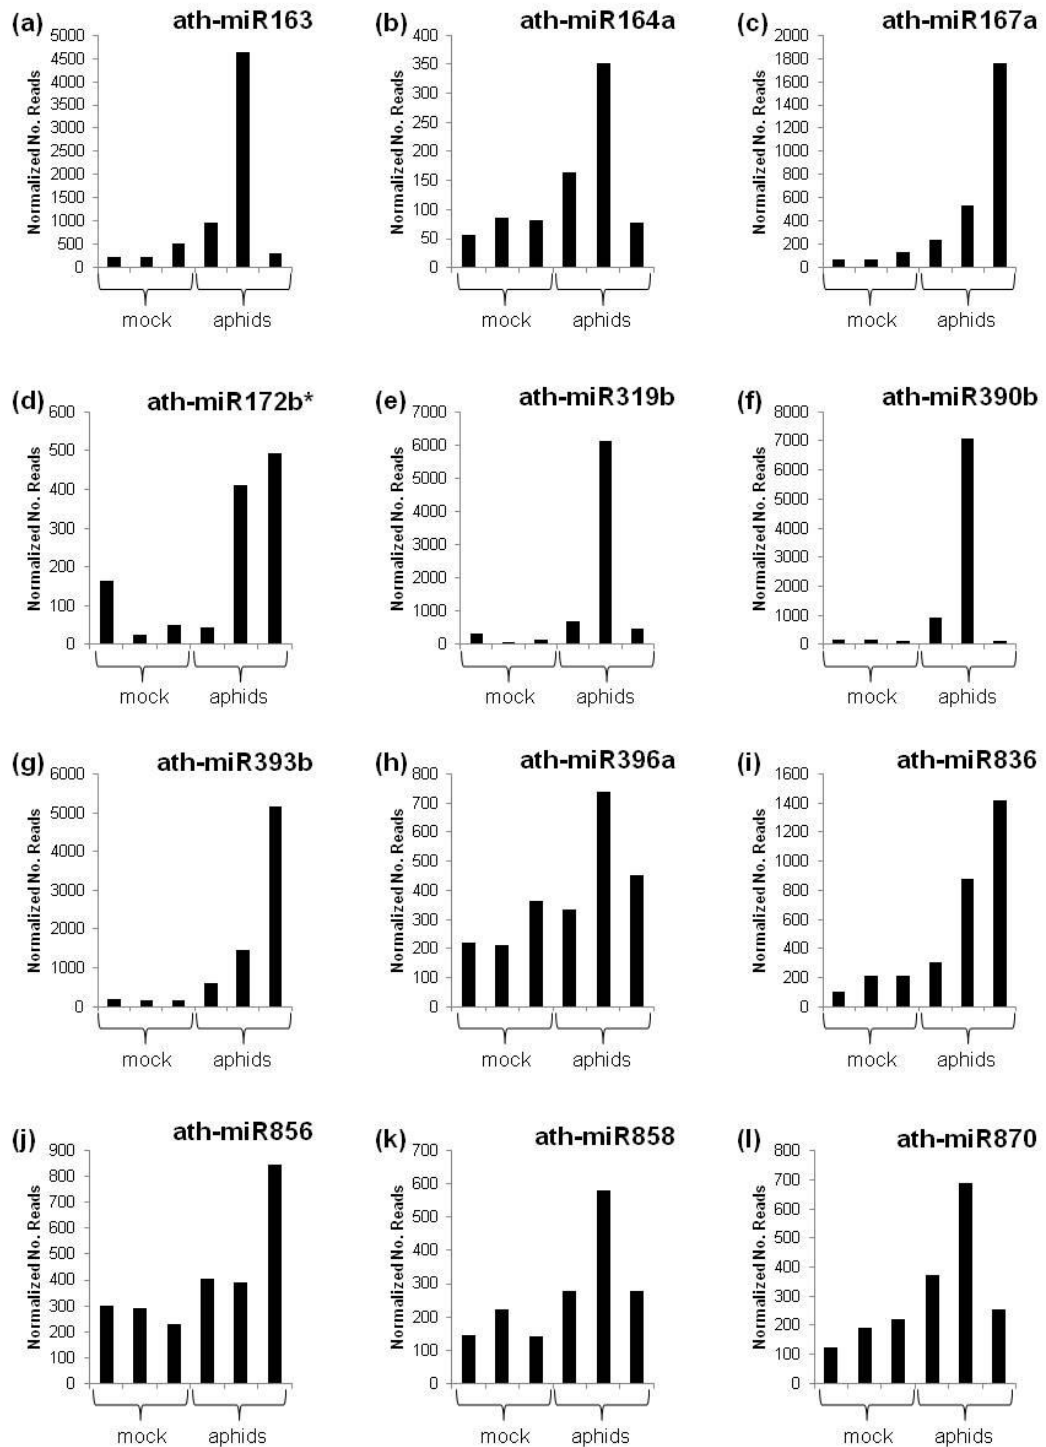 (a) ath-miR163
Normalized No. Reads
5000
4500
4000
3500
3000
2500
2000
1500
1000
500
0
mock aphids
(b) ath-miR164a
Normalized No. Reads
400
350
300
250
200
150
100
50
0
mock aphids
(c) ath-miR167a
Normalized No. Reads
2000
1800
1600
1400
1200
1000
800
600
400
200
0
mock aphids
(d) ath-miR172b*
Normalized No. Reads
600
500
400
300
200
100
0
mock aphids
(e) ath-miR319b
Normalized No. Reads
7000
6000
5000
4000
3000
2000
1000
0
mock aphids
(f) ath-miR390b
Normalized No. Reads
8000
7000
6000
5000
4000
3000
2000
1000
0
mock aphids
(g) ath-miR393b
Normalized No. Reads
6000
5000
4000
3000
2000
1000
0
mock aphids
(h) ath-miR396a
Normalized No. Reads
800
700
600
500
400
300
200
100
0
mock aphids
(i) ath-miR836
Normalized No. Reads
1600
1400
1200
1000
800
600
400
200
0
mock aphids
(j) ath-miR856
Normalized No. Reads
900
800
700
600
500
400
300
200
100
0
mock aphids
(k) ath-miR858
Normalized No. Reads
700
600
500
400
300
200
100
0
mock aphids
(l) ath-miR870
Normalized No. Reads
800
700
600
500
400
300
200
100
0
mock aphids